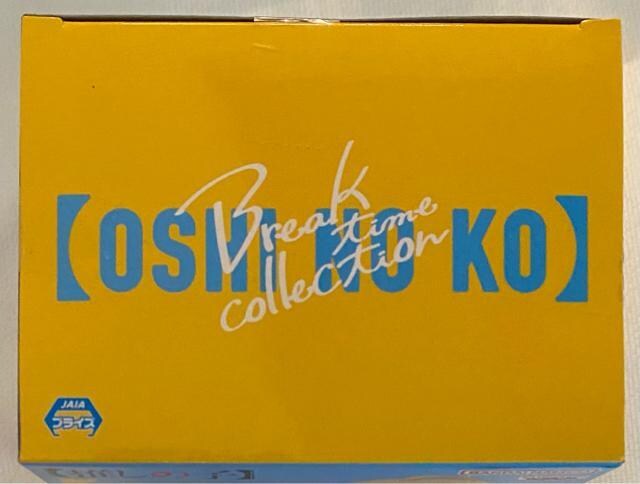 Break
time
collection
【OSHI NO KO】
JAIA
プライズ